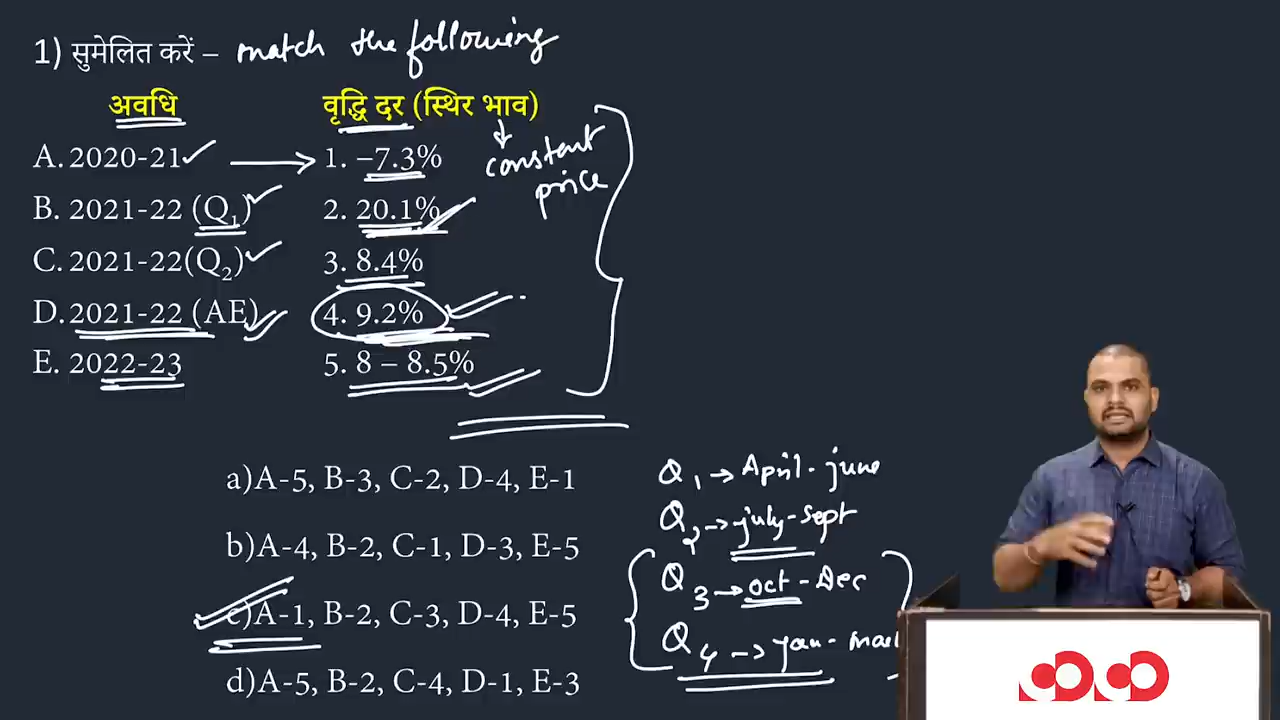 1) सुमेलित करें – match the following
अवधि वृद्धि दर (स्थिर भाव)
constant price
A. 2020-21 → 1. –7.3%
B. 2021-22 (Q1) 2. 20.1%
C. 2021-22(Q2) 3. 8.4%
D. 2021-22 (AE) 4. 9.2%
E. 2022-23 5. 8 – 8.5%
a)A-5, B-3, C-2, D-4, E-1
b)A-4, B-2, C-1, D-3, E-5
c)A-1, B-2, C-3, D-4, E-5
d)A-5, B-2, C-4, D-1, E-3
Q1 → April - june
Q2 → july - Sept
Q3 → oct - Dec
Q4 → jan -